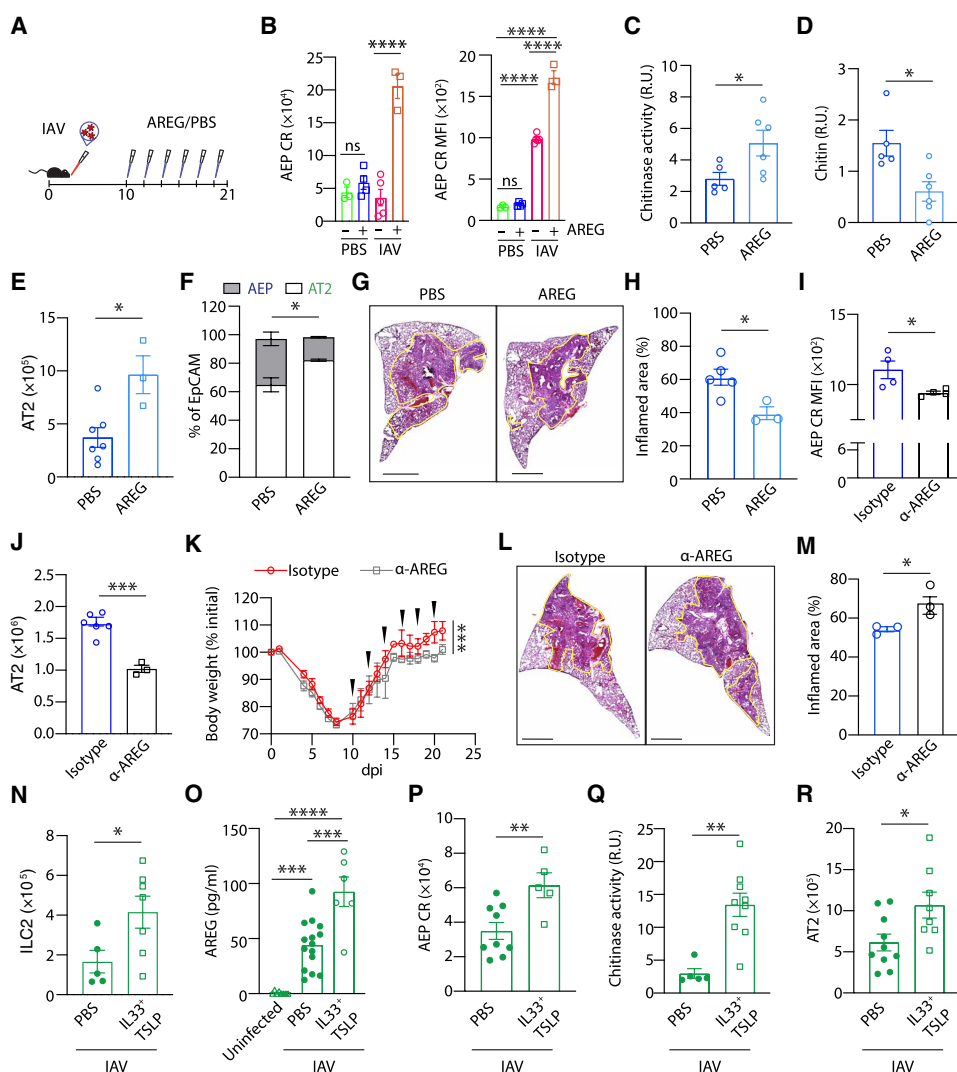 A
IAV
AREG/PBS
0
10
21
B
AEP CR (×10⁴)
25
20
15
10
5
0
ns
****
− + − +
PBS IAV
AEP CR MFI (×10²)
20
10
0
ns
****
****
****
− + − + AREG
PBS IAV
C
Chitinase activity (R.U.)
10
8
6
4
2
0
*
PBS
AREG
D
Chitin (R.U.)
3
2
1
0
*
PBS
AREG
E
AT2 (×10⁵)
15
10
5
0
*
PBS
AREG
F
AEP AT2
% of EpCAM
120
100
80
60
40
20
0
*
PBS
AREG
G
PBS
AREG
H
Inflamed area (%)
100
80
60
40
20
0
*
PBS
AREG
I
AEP CR MFI (×10²)
15
10
5
0
*
Isotype
α-AREG
J
AT2 (×10⁶)
2.5
2.0
1.5
1.0
0.5
0
***
Isotype
α-AREG
K
Isotype α-AREG
Body weight (% initial)
120
110
100
90
80
70
0 5 10 15 20 25
dpi
***
L
Isotype
α-AREG
M
Inflamed area (%)
80
60
40
20
0
*
Isotype
α-AREG
N
ILC2 (×10⁵)
8
6
4
2
0
*
PBS
IL33⁺
TSLP
IAV
O
AREG (pg/ml)
150
100
50
0
****
***
***
Uninfected
PBS
IL33⁺
TSLP
IAV
P
AEP CR (×10⁴)
10
8
6
4
2
0
**
PBS
IL33⁺
TSLP
IAV
Q
Chitinase activity (R.U.)
25
20
15
10
5
0
**
PBS
IL33⁺
TSLP
IAV
R
AT2 (×10⁵)
20
15
10
5
0
*
PBS
IL33⁺
TSLP
IAV